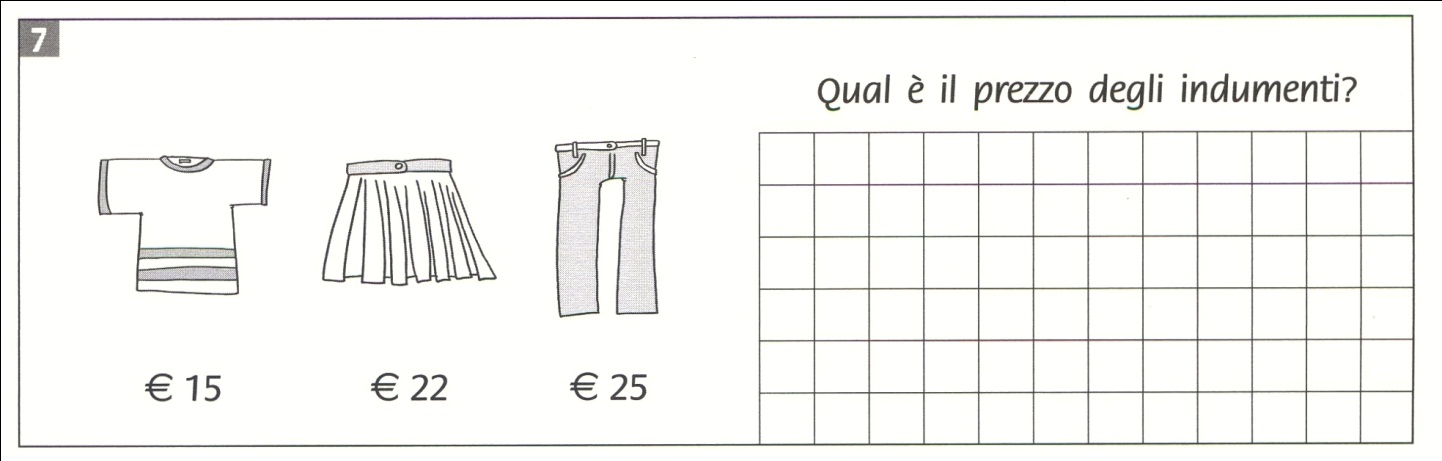 7
Qual è il prezzo degli indumenti?
€ 15 € 22 € 25